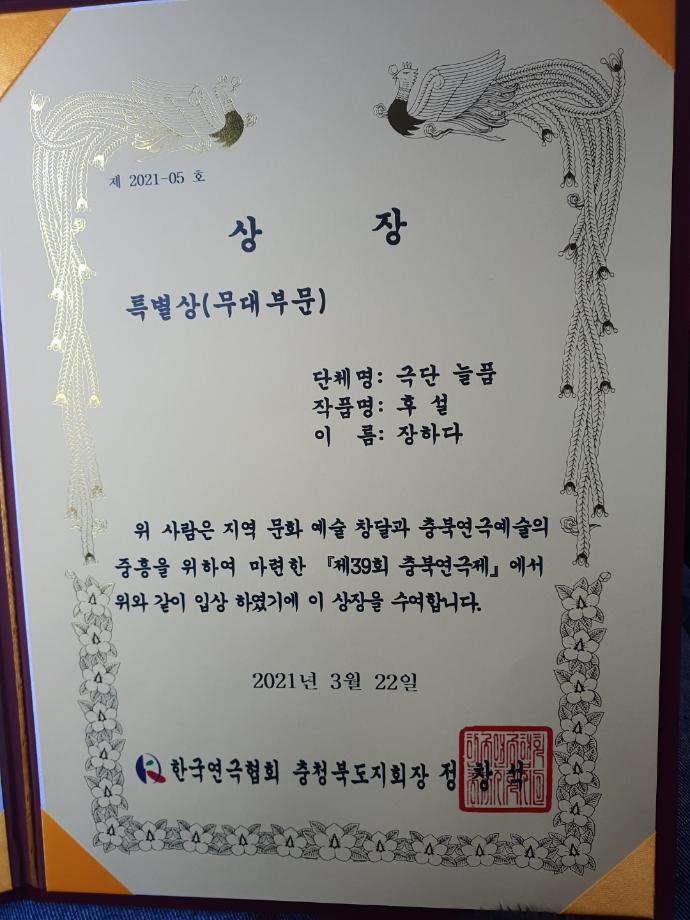 제 2021-05 호
상 장
특별상(무대부문)
단체명: 극단 늘품
작품명: 후 설
이 름: 장하다
위 사람은 지역 문화 예술 창달과 충북연극예술의
중흥을 위하여 마련한 『제39회 충북연극제』에서
위와 같이 입상 하였기에 이 상장을 수여합니다.
2021년 3월 22일
한국연극협회 충청북도지회장 정 창 석